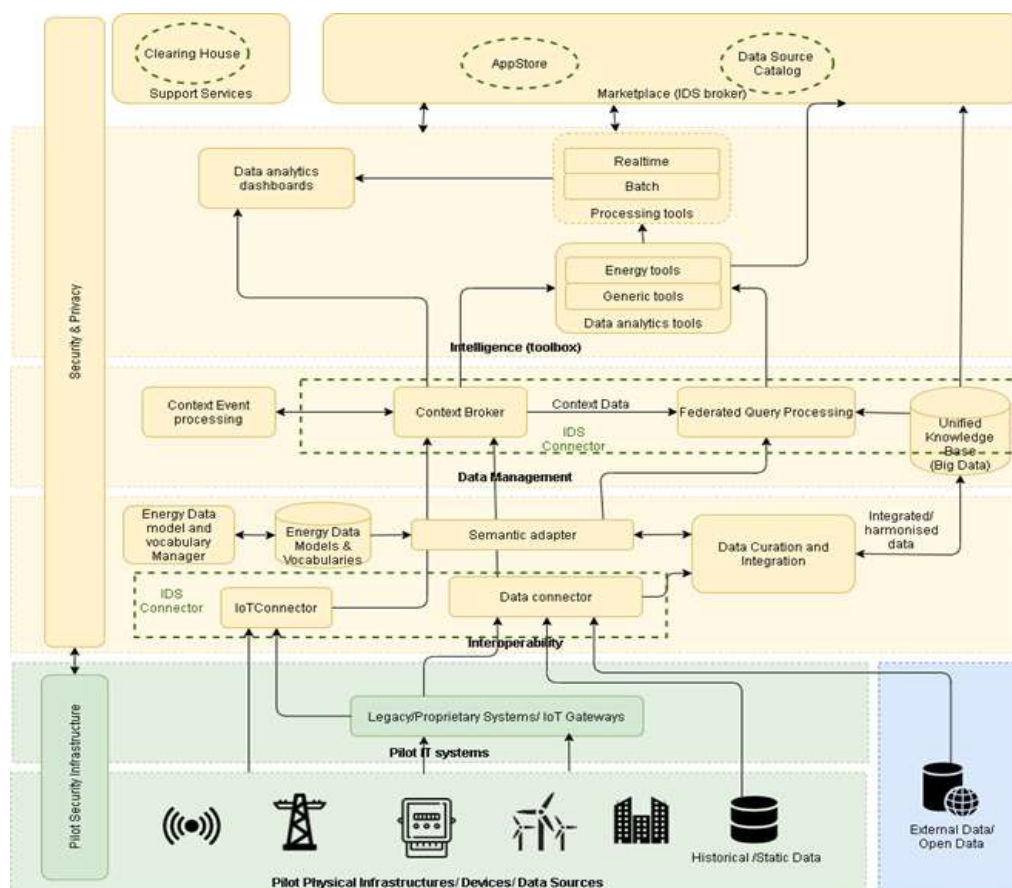 Clearing House
Support Services
AppStore
Data Source
Catalog
Marketplace (IDS broker)
Security & Privacy
Data analytics
dashboards
Realtime
Batch
Processing tools
Energy tools
Generic tools
Data analytics tools
Intelligence (toolbox)
Context Event
processing
Context Broker
Context Data
Federated Query Processing
IDS
Connector
Unified
Knowledge
Base
(Big Data)
Data Management
Energy Data
model and
vocabulary
Manager
Energy Data
Models &
Vocabularies
Semantic adapter
Data Curation and
Integration
Integrated/
harmonised
data
IDS
Connector
IoTConnector
Data connector
Interoperability
Pilot Security Infrastructure
Legacy/Proprietary Systems/ IoT Gateways
Pilot IT systems
Historical /Static Data
External Data/
Open Data
Pilot Physical Infrastructures/ Devices/ Data Sources